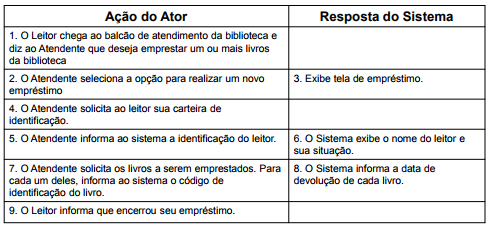 Ação do Ator
Resposta do Sistema
1. O Leitor chega ao balcão de atendimento da biblioteca e
diz ao Atendente que deseja emprestar um ou mais livros
da biblioteca
2. O Atendente seleciona a opção para realizar um novo
empréstimo
3. Exibe tela de empréstimo.
4. O Atendente solicita ao leitor sua carteira de
identificação.
5. O Atendente informa ao sistema a identificação do leitor.
6. O Sistema exibe o nome do leitor e
sua situação.
7. O Atendente solicita os livros a serem emprestados. Para
cada um deles, informa ao sistema o código de
identificação do livro.
8. O Sistema informa a data de
devolução de cada livro.
9. O Leitor informa que encerrou seu empréstimo.